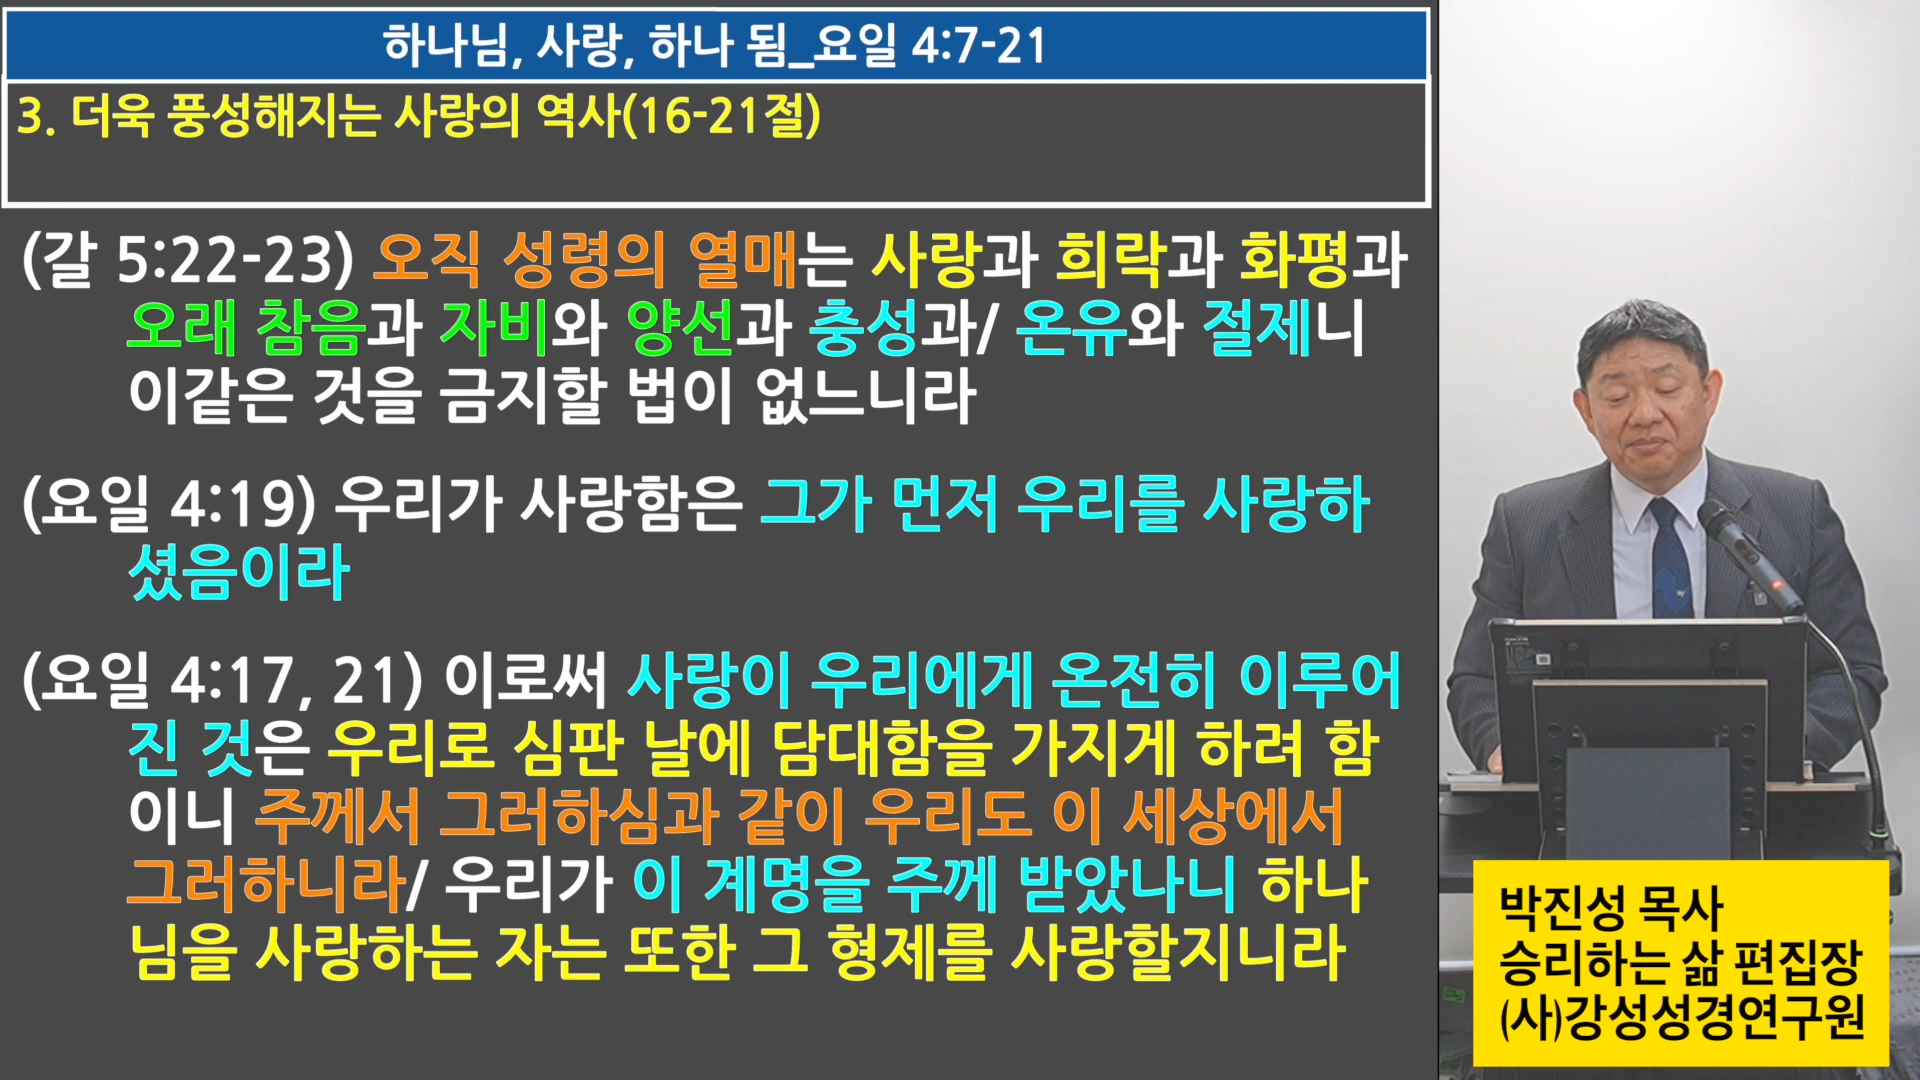 하나님, 사랑, 하나 됨_요일 4:7-21
3. 더욱 풍성해지는 사랑의 역사(16-21절)
(갈 5:22-23) 오직 성령의 열매는 사랑과 희락과 화평과
오래 참음과 자비와 양선과 충성과/ 온유와 절제니
이같은 것을 금지할 법이 없느니라
(요일 4:19) 우리가 사랑함은 그가 먼저 우리를 사랑하
셨음이라
(요일 4:17, 21) 이로써 사랑이 우리에게 온전히 이루어
진 것은 우리로 심판 날에 담대함을 가지게 하려 함
이니 주께서 그러하심과 같이 우리도 이 세상에서
그러하니라/ 우리가 이 계명을 주께 받았나니 하나
님을 사랑하는 자는 또한 그 형제를 사랑할지니라
박진성 목사
승리하는 삶 편집장
(사)강성성경연구원